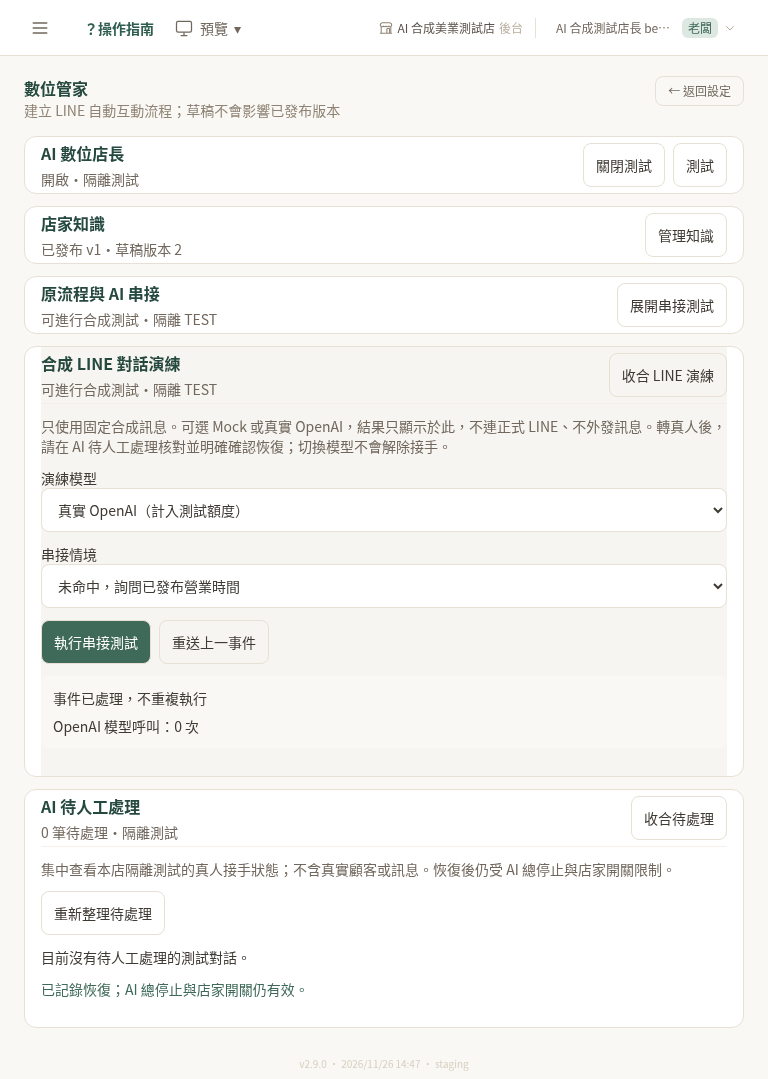 ？操作指南
預覽 ▾
AI 合成美業測試店 後台
AI 合成測試店長 be…
老闆
數位管家
建立 LINE 自動互動流程；草稿不會影響已發布版本
← 返回設定
AI 數位店長
開啟・隔離測試
關閉測試
測試
店家知識
已發布 v1・草稿版本 2
管理知識
原流程與 AI 串接
可進行合成測試・隔離 TEST
展開串接測試
合成 LINE 對話演練
可進行合成測試・隔離 TEST
收合 LINE 演練
只使用固定合成訊息。可選 Mock 或真實 OpenAI，結果只顯示於此，不連正式 LINE、不外發訊息。轉真人後，
請在 AI 待人工處理核對並明確確認恢復；切換模型不會解除接手。
演練模型
真實 OpenAI（計入測試額度）
串接情境
未命中，詢問已發布營業時間
執行串接測試
重送上一事件
事件已處理，不重複執行
OpenAI 模型呼叫：0 次
AI 待人工處理
0 筆待處理・隔離測試
收合待處理
集中查看本店隔離測試的真人接手狀態；不含真實顧客或訊息。恢復後仍受 AI 總停止與店家開關限制。
重新整理待處理
目前沒有待人工處理的測試對話。
已記錄恢復；AI 總停止與店家開關仍有效。
v2.9.0 ・ 2026/11/26 14:47 ・ staging